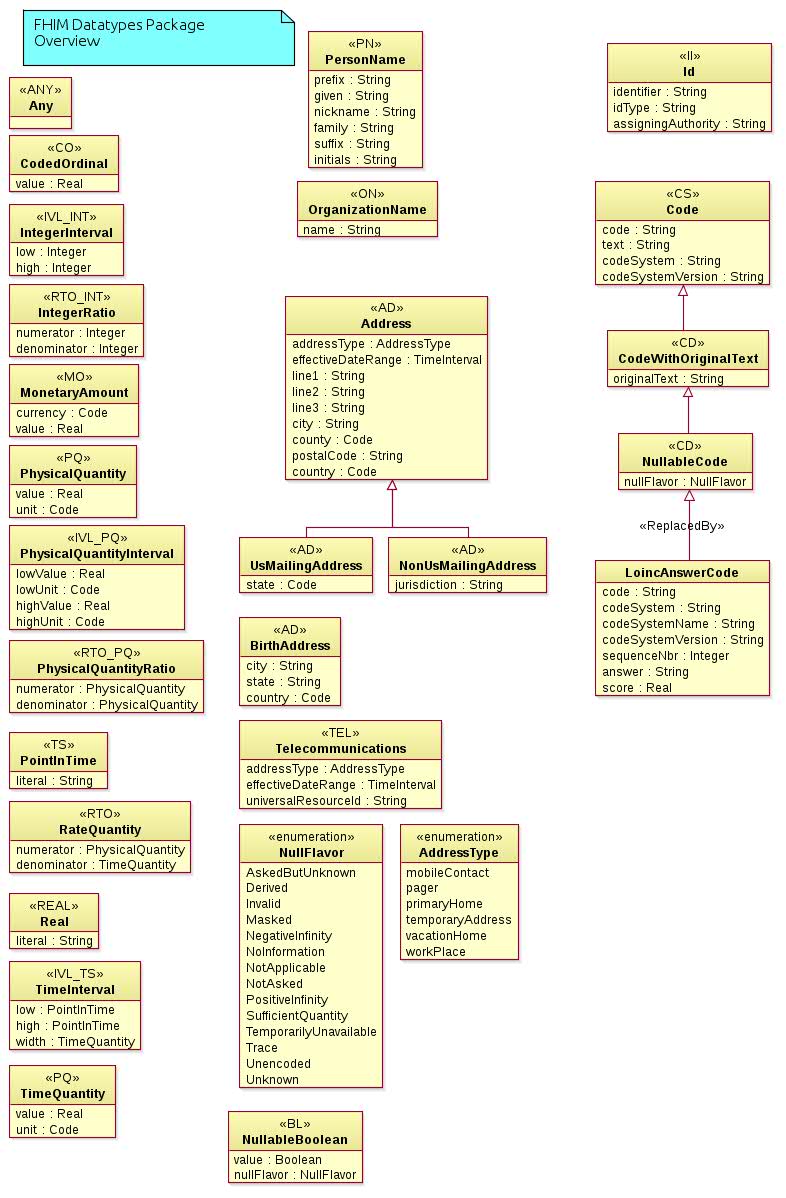 FHIM Datatypes Package
Overview
«ANY»
Any
«CO»
CodedOrdinal
value : Real
«IVL_INT»
IntegerInterval
low : Integer
high : Integer
«RTO_INT»
IntegerRatio
numerator : Integer
denominator : Integer
«MO»
MonetaryAmount
currency : Code
value : Real
«PQ»
PhysicalQuantity
value : Real
unit : Code
«IVL_PQ»
PhysicalQuantityInterval
lowValue : Real
lowUnit : Code
highValue : Real
highUnit : Code
«RTO_PQ»
PhysicalQuantityRatio
numerator : PhysicalQuantity
denominator : PhysicalQuantity
«TS»
PointInTime
literal : String
«RTO»
RateQuantity
numerator : PhysicalQuantity
denominator : TimeQuantity
«REAL»
Real
literal : String
«IVL_TS»
TimeInterval
low : PointInTime
high : PointInTime
width : TimeQuantity
«PQ»
TimeQuantity
value : Real
unit : Code
«PN»
PersonName
prefix : String
given : String
nickname : String
family : String
suffix : String
initials : String
«ON»
OrganizationName
name : String
«AD»
Address
addressType : AddressType
effectiveDateRange : TimeInterval
line1 : String
line2 : String
line3 : String
city : String
county : Code
postalCode : String
country : Code
«AD»
UsMailingAddress
state : Code
«AD»
NonUsMailingAddress
jurisdiction : String
«AD»
BirthAddress
city : String
state : String
country : Code
«TEL»
Telecommunications
addressType : AddressType
effectiveDateRange : TimeInterval
universalResourceId : String
«enumeration»
NullFlavor
AskedButUnknown
Derived
Invalid
Masked
NegativeInfinity
NoInformation
NotApplicable
NotAsked
PositiveInfinity
SufficientQuantity
TemporarilyUnavailable
Trace
Unencoded
Unknown
«enumeration»
AddressType
mobileContact
pager
primaryHome
temporaryAddress
vacationHome
workPlace
«BL»
NullableBoolean
value : Boolean
nullFlavor : NullFlavor
«II»
Id
identifier : String
idType : String
assigningAuthority : String
«CS»
Code
code : String
text : String
codeSystem : String
codeSystemVersion : String
«CD»
CodeWithOriginalText
originalText : String
«CD»
NullableCode
nullFlavor : NullFlavor
«ReplacedBy»
LoincAnswerCode
code : String
codeSystem : String
codeSystemName : String
codeSystemVersion : String
sequenceNbr : Integer
answer : String
score : Real